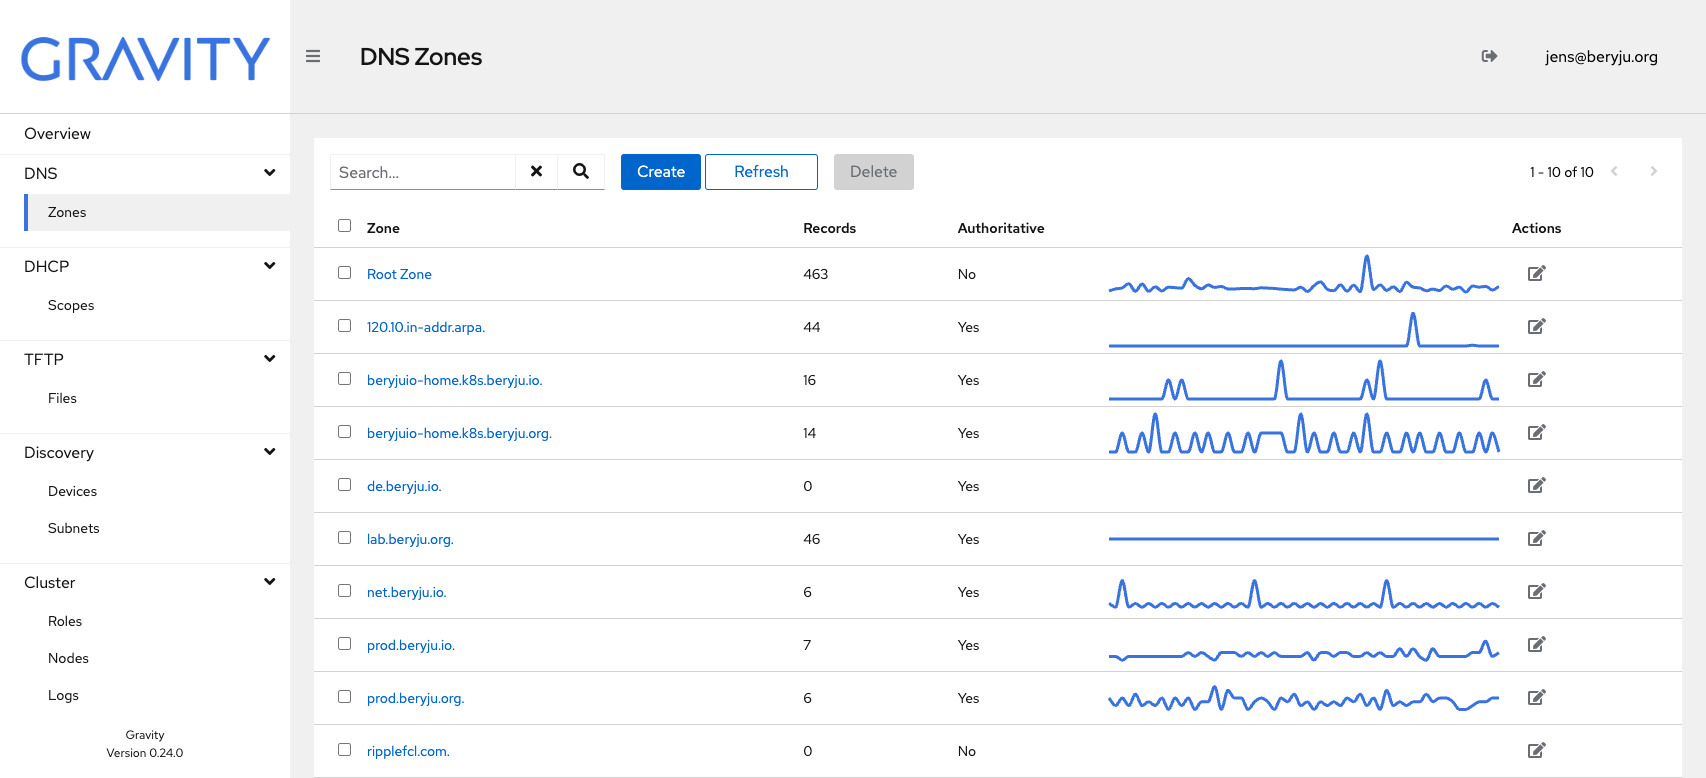 GRAVITY
DNS Zones
jens@beryju.org
Overview
DNS
Zones
DHCP
Scopes
TFTP
Files
Discovery
Devices
Subnets
Cluster
Roles
Nodes
Logs
Gravity
Version 0.24.0
Search... Create Refresh Delete 1 - 10 of 10
Zone Records Authoritative Actions
Root Zone 463 No
120.10.in-addr.arpa. 44 Yes
beryjuio-home.k8s.beryju.io. 16 Yes
beryjuio-home.k8s.beryju.org. 14 Yes
de.beryju.io. 0 Yes
lab.beryju.org. 46 Yes
net.beryju.io. 6 Yes
prod.beryju.io. 7 Yes
prod.beryju.org. 6 Yes
ripplefcl.com. 0 No